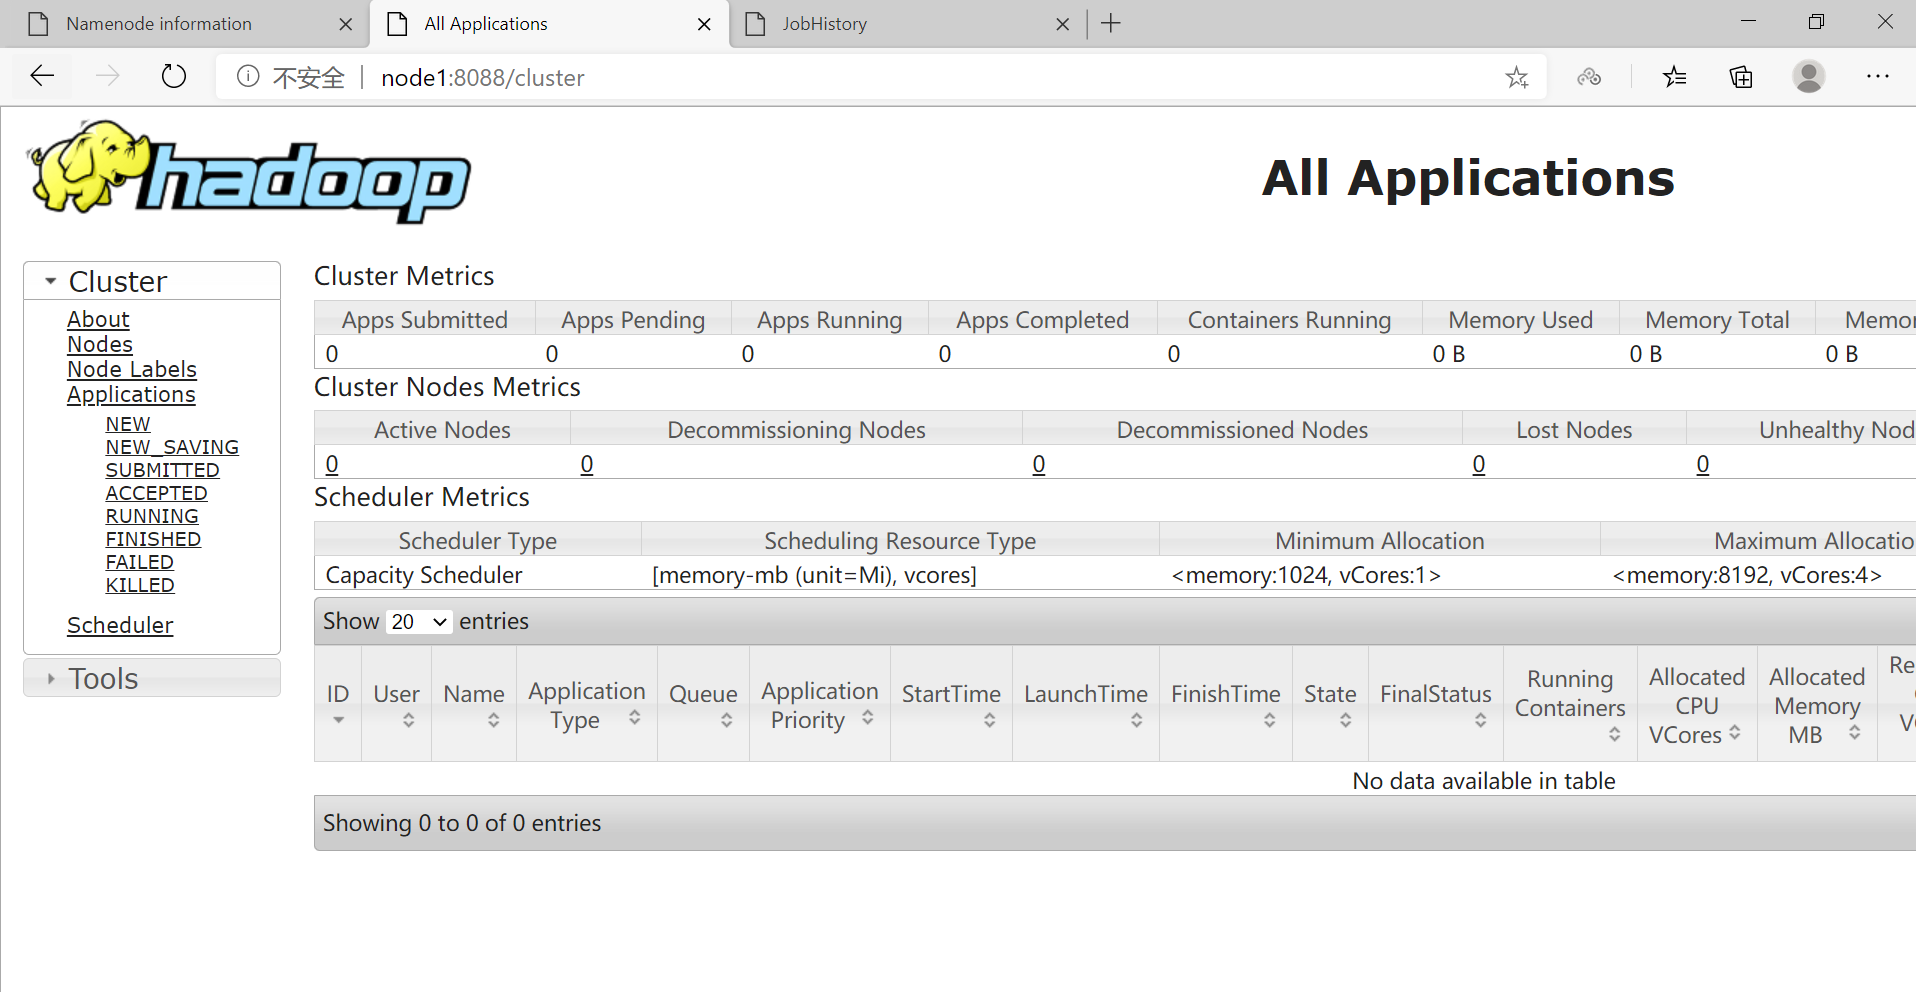 Namenode information
All Applications
JobHistory
不安全 | node1:8088/cluster
hadoop
All Applications
Cluster
About
Nodes
Node Labels
Applications
NEW
NEW_SAVING
SUBMITTED
ACCEPTED
RUNNING
FINISHED
FAILED
KILLED
Scheduler
Tools
Cluster Metrics
Apps Submitted Apps Pending Apps Running Apps Completed Containers Running Memory Used Memory Total Memor
0 0 0 0 0 0 B 0 B 0 B
Cluster Nodes Metrics
Active Nodes Decommissioning Nodes Decommissioned Nodes Lost Nodes Unhealthy Nod
0 0 0 0 0
Scheduler Metrics
Scheduler Type Scheduling Resource Type Minimum Allocation Maximum Allocatio
Capacity Scheduler [memory-mb (unit=Mi), vcores] <memory:1024, vCores:1> <memory:8192, vCores:4>
Show 20 entries
ID User Name Application Type Queue Application Priority StartTime LaunchTime FinishTime State FinalStatus Running Containers Allocated CPU VCores Allocated Memory MB Re
No data available in table
Showing 0 to 0 of 0 entries